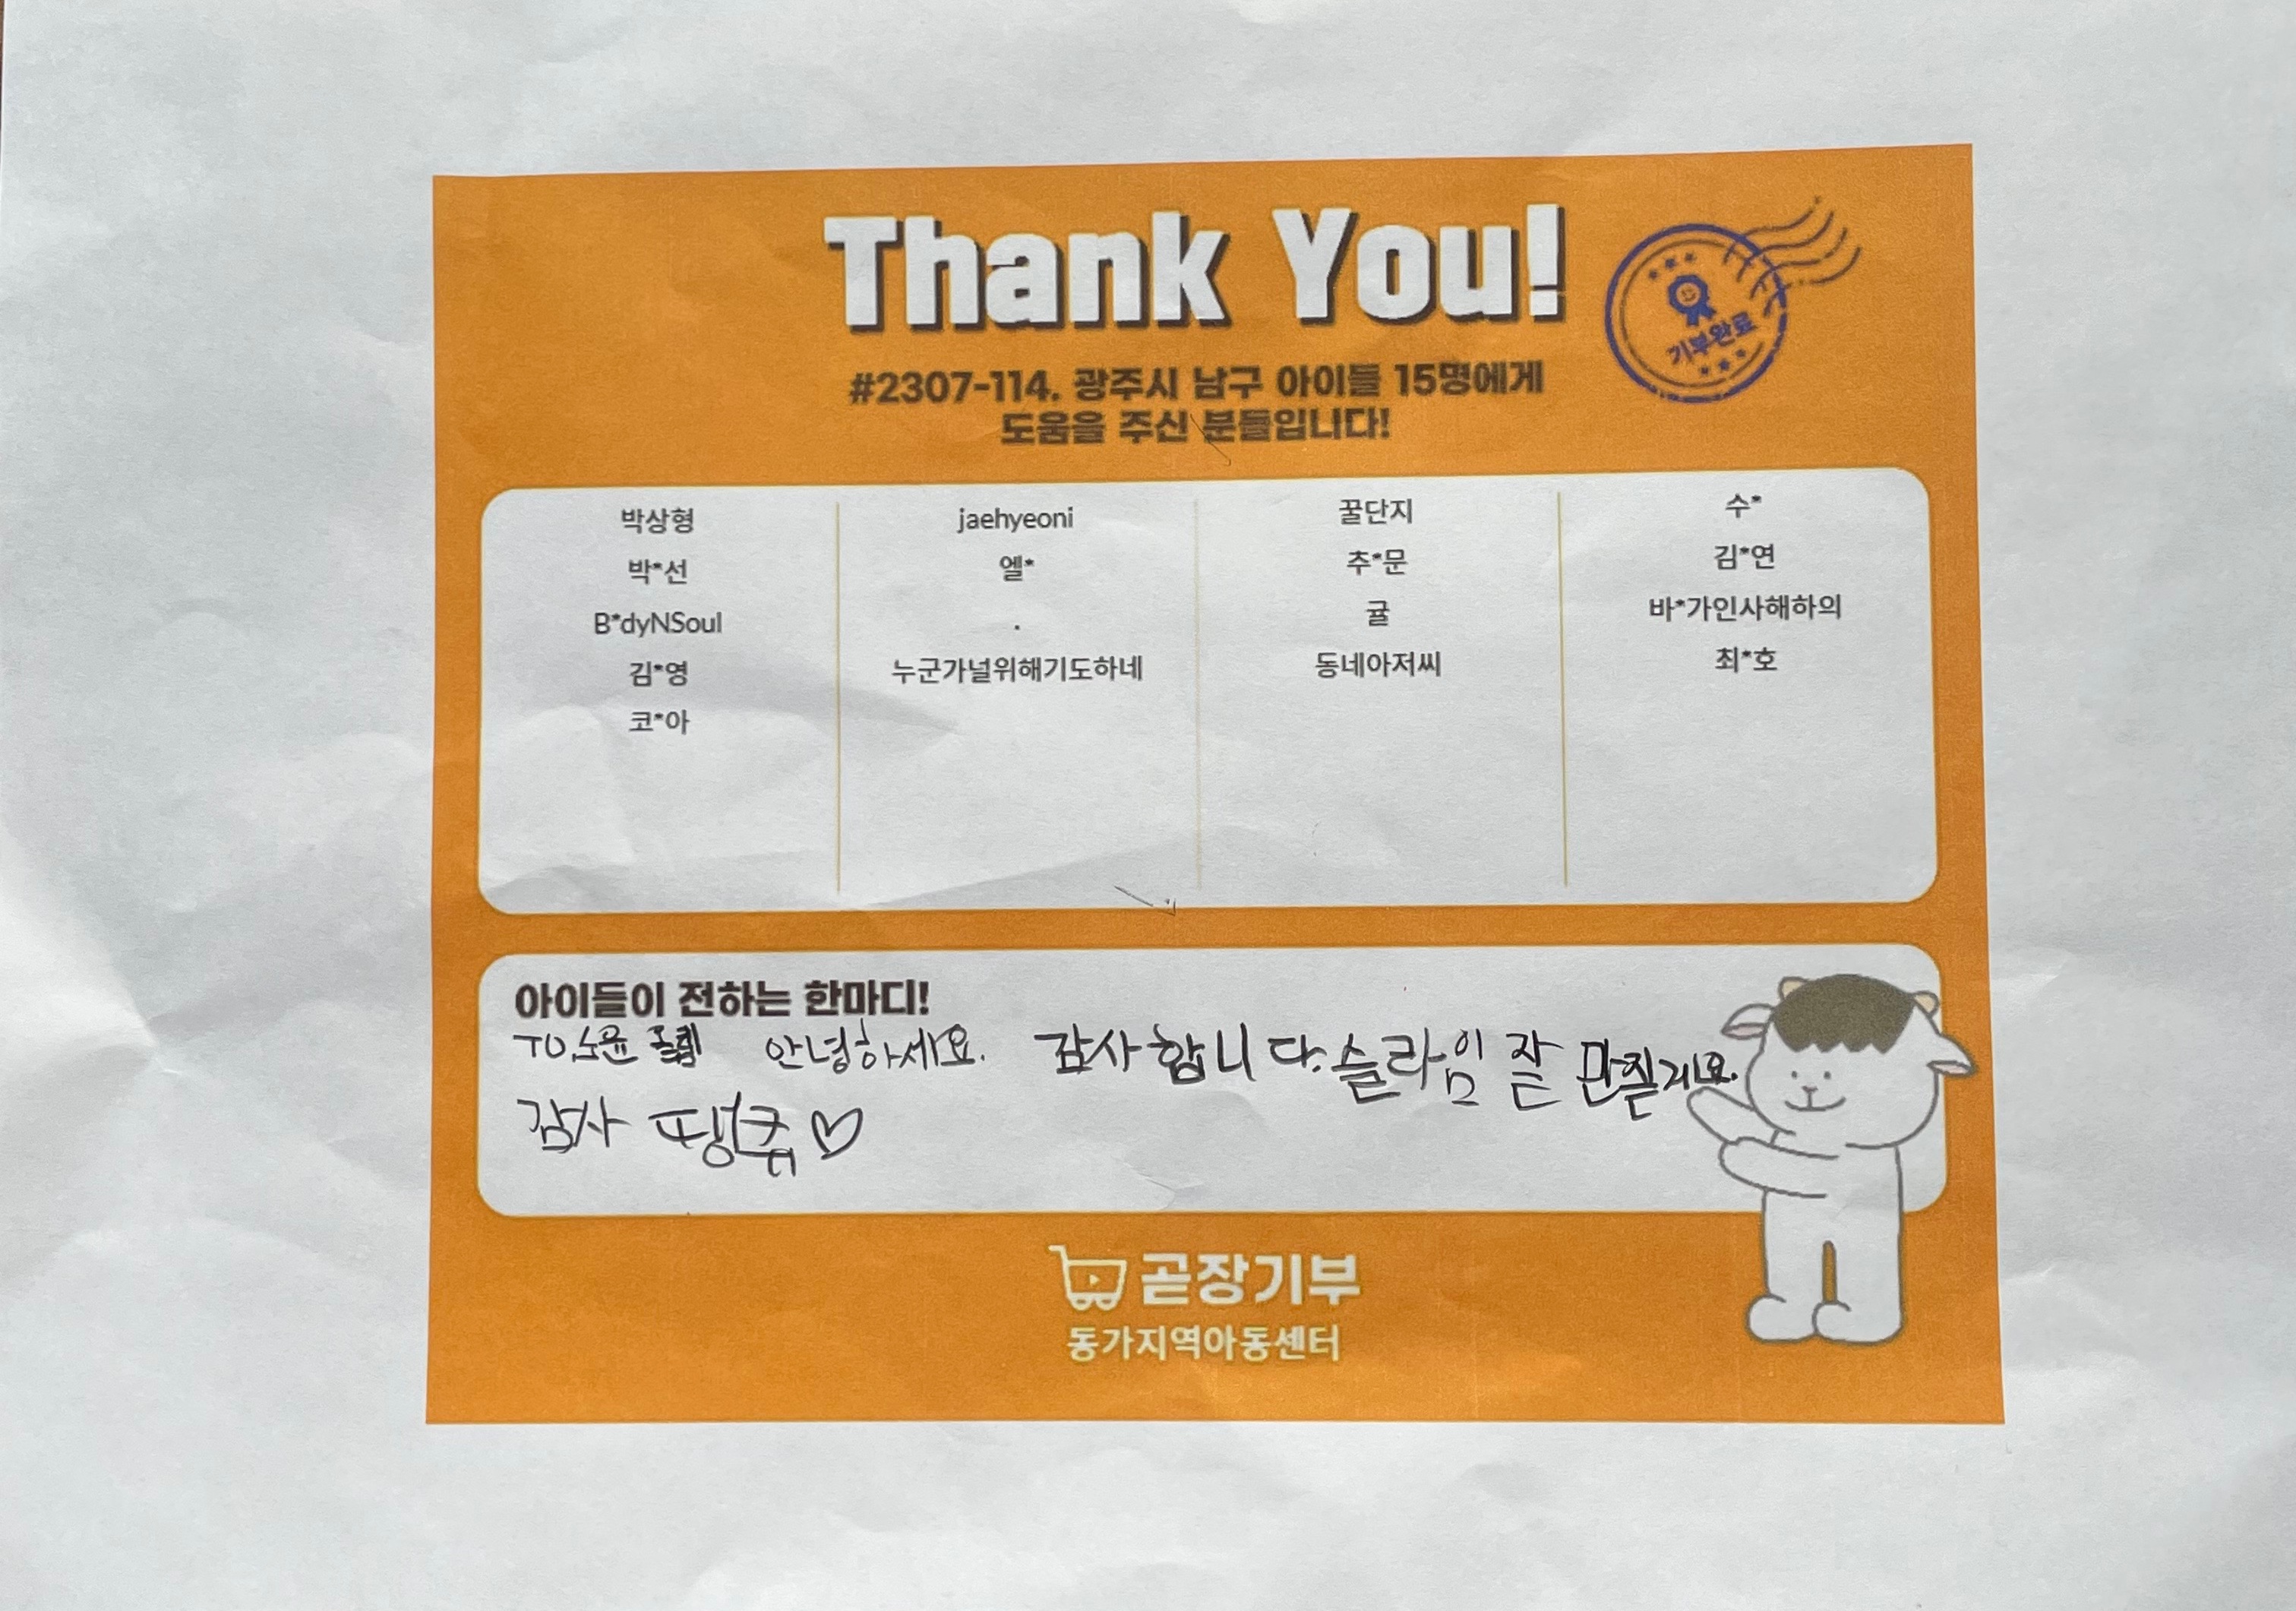 Thank You!
기부완료
#2307-114. 광주시 남구 아이들 15명에게
도움을 주신 분들입니다!
박상형
박*선
B*dyNSoul
김*영
코*아
jaehyeoni
엘*
.
누군가널위해기도하네
꿀단지
추*문
귤
동네아저씨
수*
김*연
바*가인사해하의
최*호
아이들이 전하는 한마디!
TO. 안녕하세요. 감사합니다. 슬라임 잘 만질게요.
감사 땡큐♡
곧장기부
동가지역아동센터